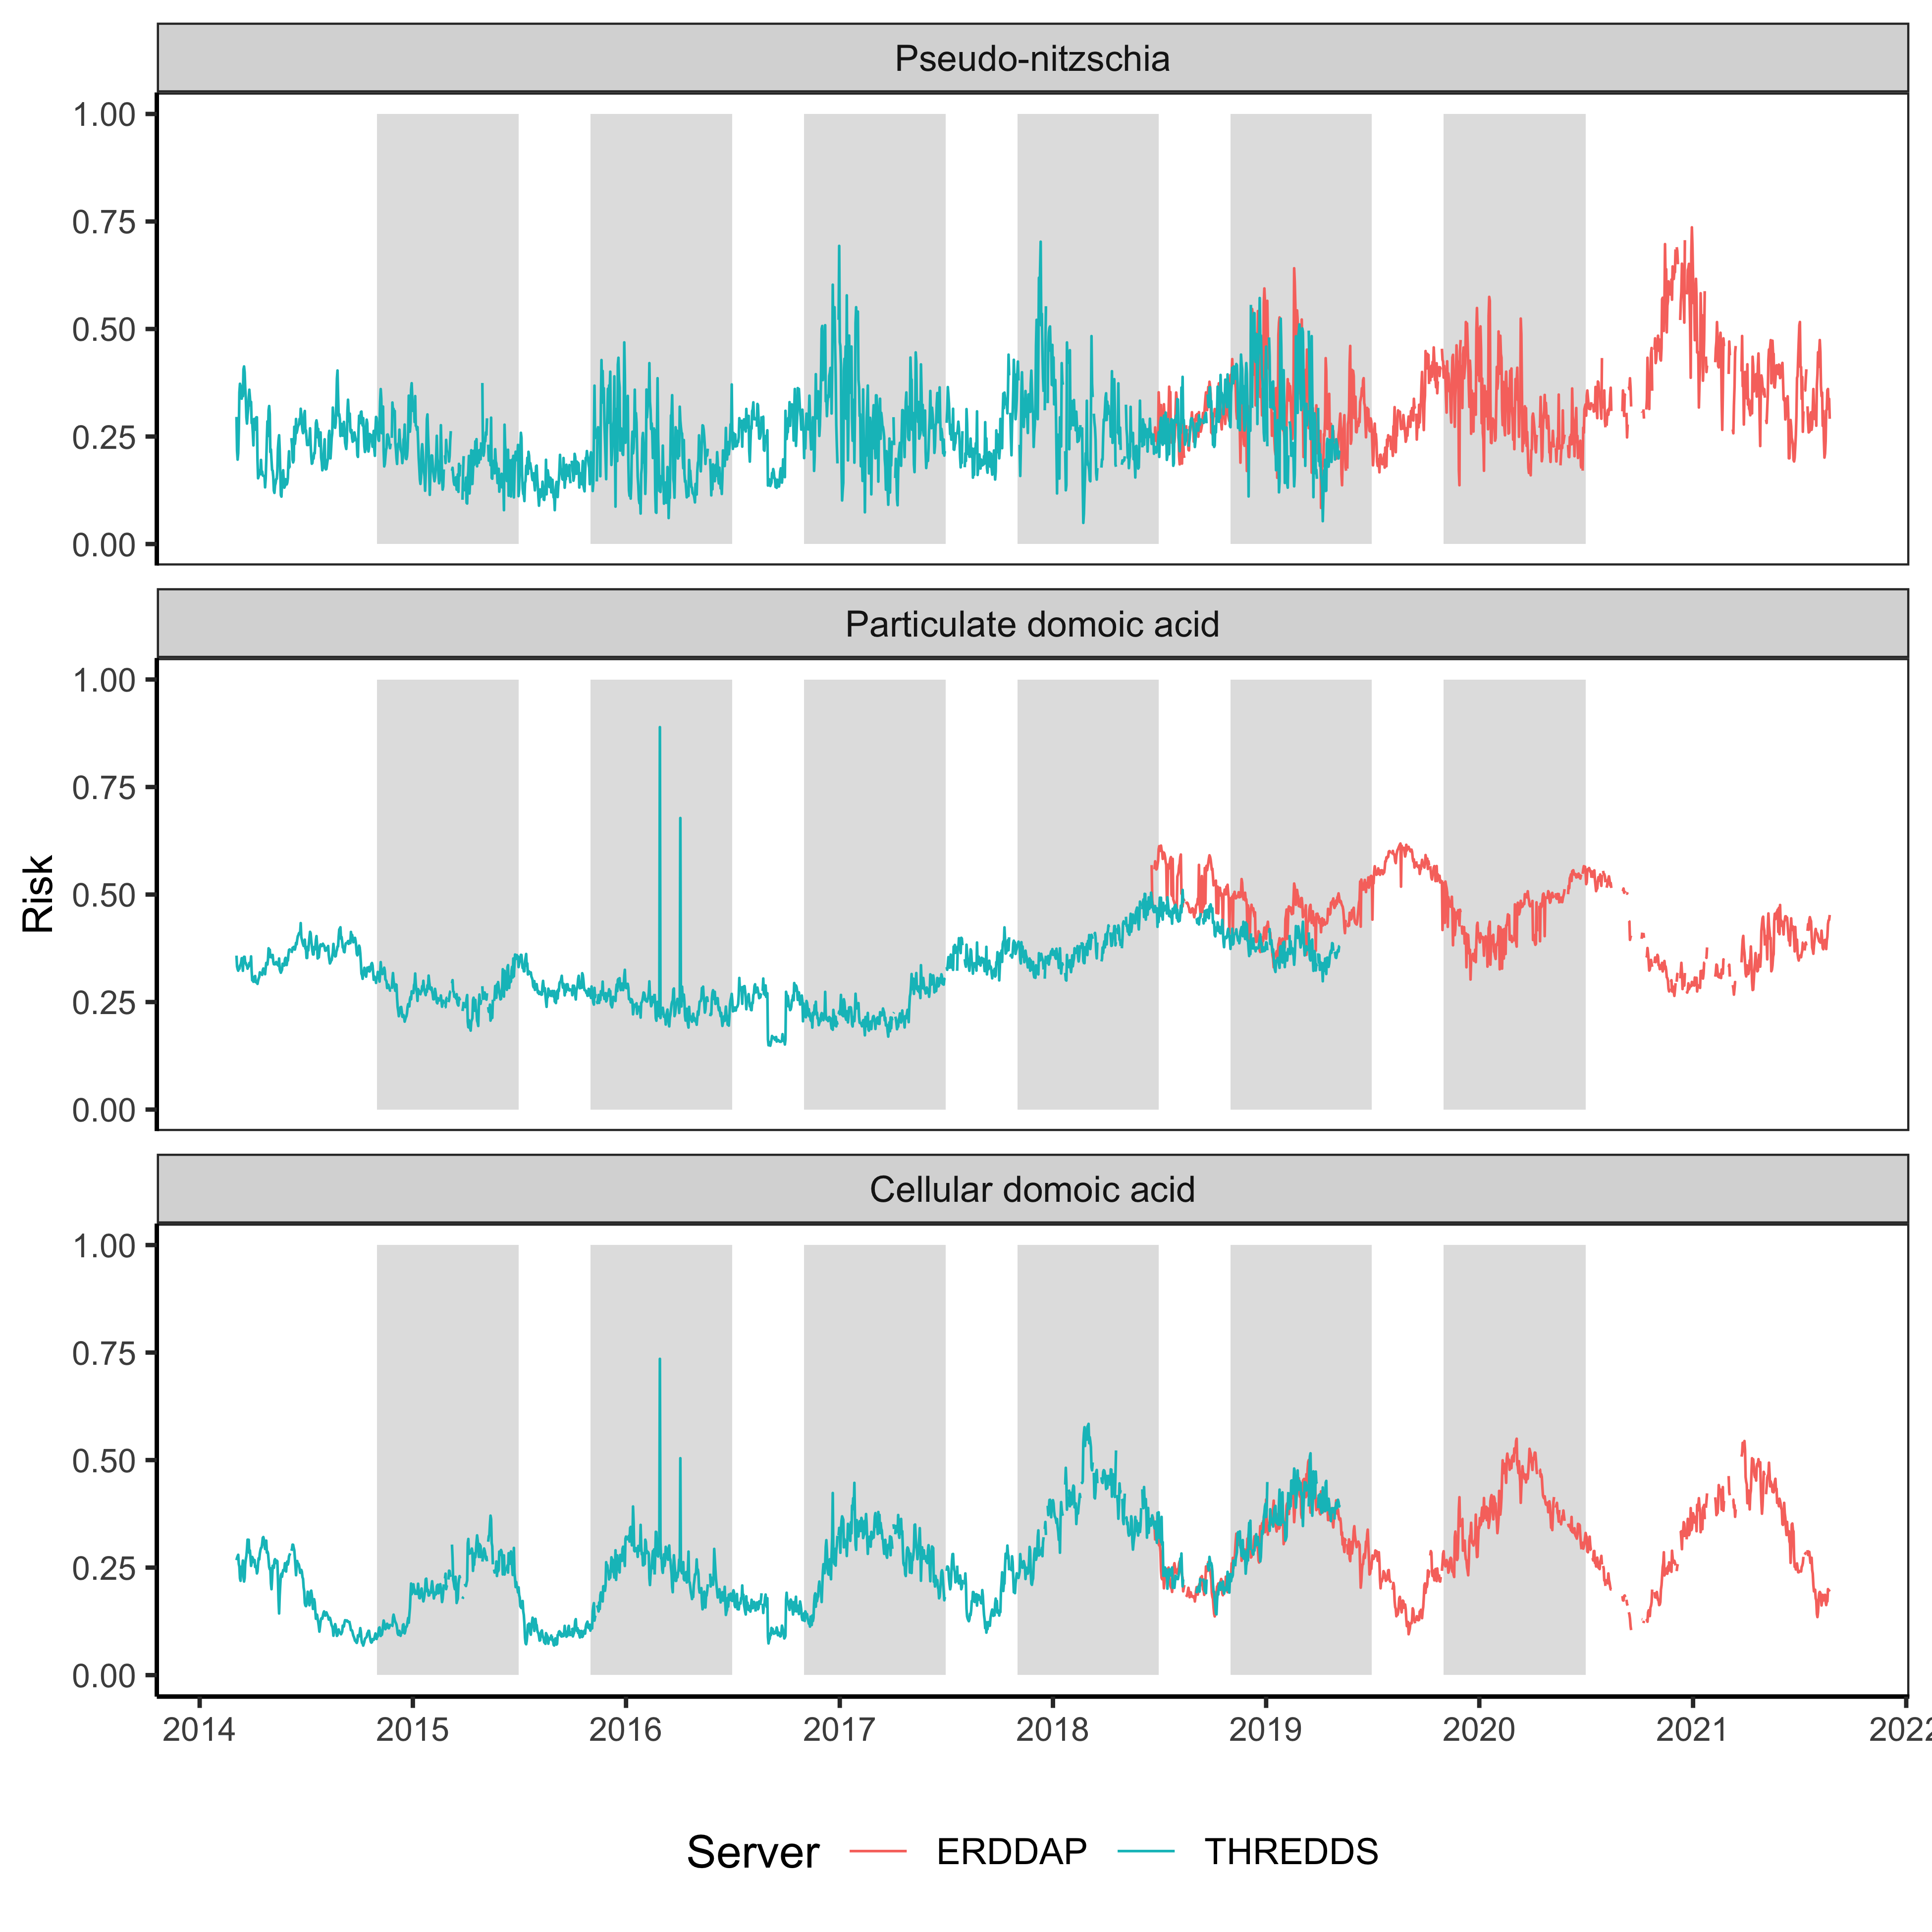 Pseudo-nitzschia
1.00
0.75
0.50
0.25
0.00
Particulate domoic acid
1.00
0.75
0.50
0.25
0.00
Risk
Cellular domoic acid
1.00
0.75
0.50
0.25
0.00
2014 2015 2016 2017 2018 2019 2020 2021 2022
Server ERDDAP THREDDS